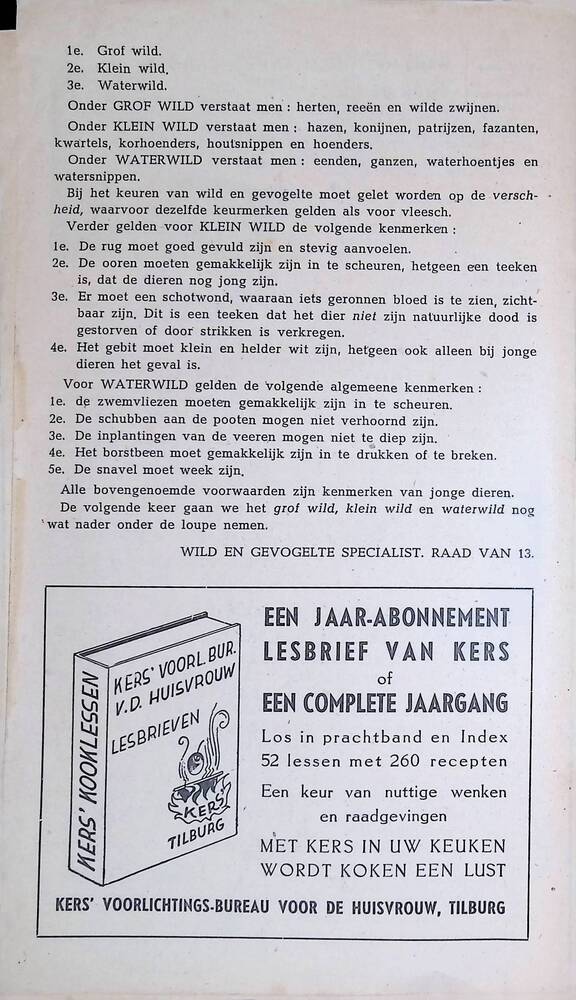 1e. Grof wild.
2e. Klein wild.
3e. Waterwild.
Onder GROF WILD verstaat men : herten, reeën en wilde zwijnen.
Onder KLEIN WILD verstaat men : hazen, konijnen, patrijzen, fazanten,
kwartels, korhoenders, houtsnippen en hoenders.
Onder WATERWILD verstaat men : eenden, ganzen, waterhoentjes en
watersnippen.
Bij het keuren van wild en gevogelte moet gelet worden op de versch-
heid, waarvoor dezelfde keurmerken gelden als voor vleesch.
Verder gelden voor KLEIN WILD de volgende kenmerken :
1e. De rug moet goed gevuld zijn en stevig aanvoelen.
2e. De ooren moeten gemakkelijk zijn in te scheuren, hetgeen een teeken
is, dat de dieren nog jong zijn.
3e. Er moet een schotwond, waaraan iets geronnen bloed is te zien, zicht-
baar zijn. Dit is een teeken dat het dier niet zijn natuurlijke dood is
gestorven of door strikken is verkregen.
4e. Het gebit moet klein en helder wit zijn, hetgeen ook alleen bij jonge
dieren het geval is.
Voor WATERWILD gelden de volgende algemeene kenmerken :
1e. de zwemvliezen moeten gemakkelijk zijn in te scheuren.
2e. De schubben aan de pooten mogen niet verhoornd zijn.
3e. De inplantingen van de veeren mogen niet te diep zijn.
4e. Het borstbeen moet gemakkelijk zijn in te drukken of te breken.
5e. De snavel moet week zijn.
Alle bovengenoemde voorwaarden zijn kenmerken van jonge dieren.
De volgende keer gaan we het grof wild, klein wild en waterwild nog
wat nader onder de loupe nemen.
WILD EN GEVOGELTE SPECIALIST. RAAD VAN 13.
KERS' KOOKLESSEN
KERS' VOORL. BUR.
V.D. HUISVROUW
LESBRIEVEN
KERS'
TILBURG
EEN JAAR-ABONNEMENT
LESBRIEF VAN KERS
of
EEN COMPLETE JAARGANG
Los in prachtband en Index
52 lessen met 260 recepten
Een keur van nuttige wenken
en raadgevingen
MET KERS IN UW KEUKEN
WORDT KOKEN EEN LUST
KERS' VOORLICHTINGS-BUREAU VOOR DE HUISVROUW, TILBURG